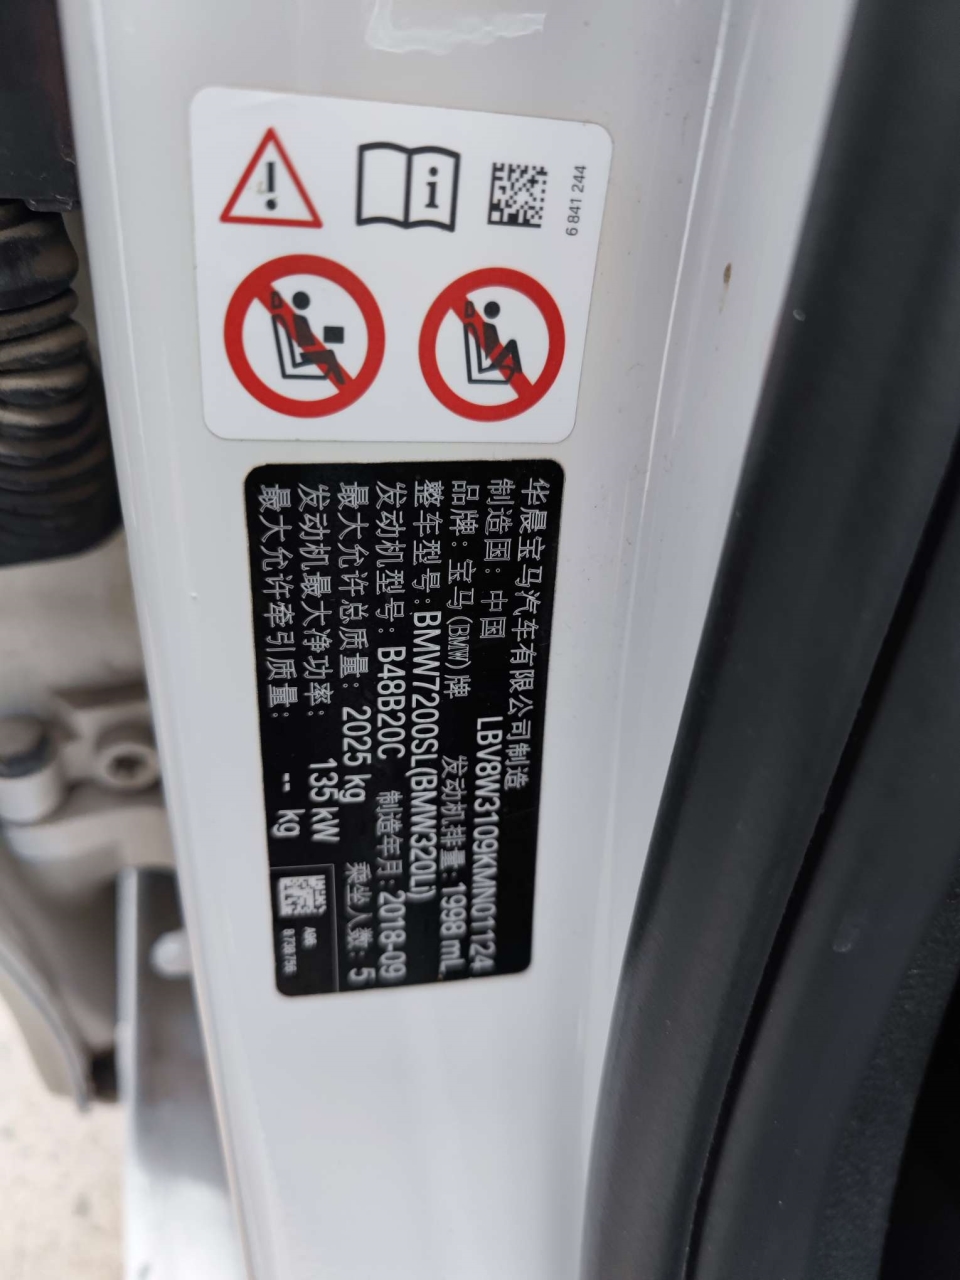 6 841 244
华晨宝马汽车有限公司制造
制造国: 中国 LBV8W3109KMN01124
品牌: 宝马(BMW)牌 发动机排量: 1998 mL
整车型号: BMW7200SL(BMW320Li)
发动机型号: B48B20C 制造年月: 2018-09
最大允许总质量: 2025 kg 乘坐人数: 5
发动机最大净功率: 135 kW
最大允许牵引质量: -- kg
8738756